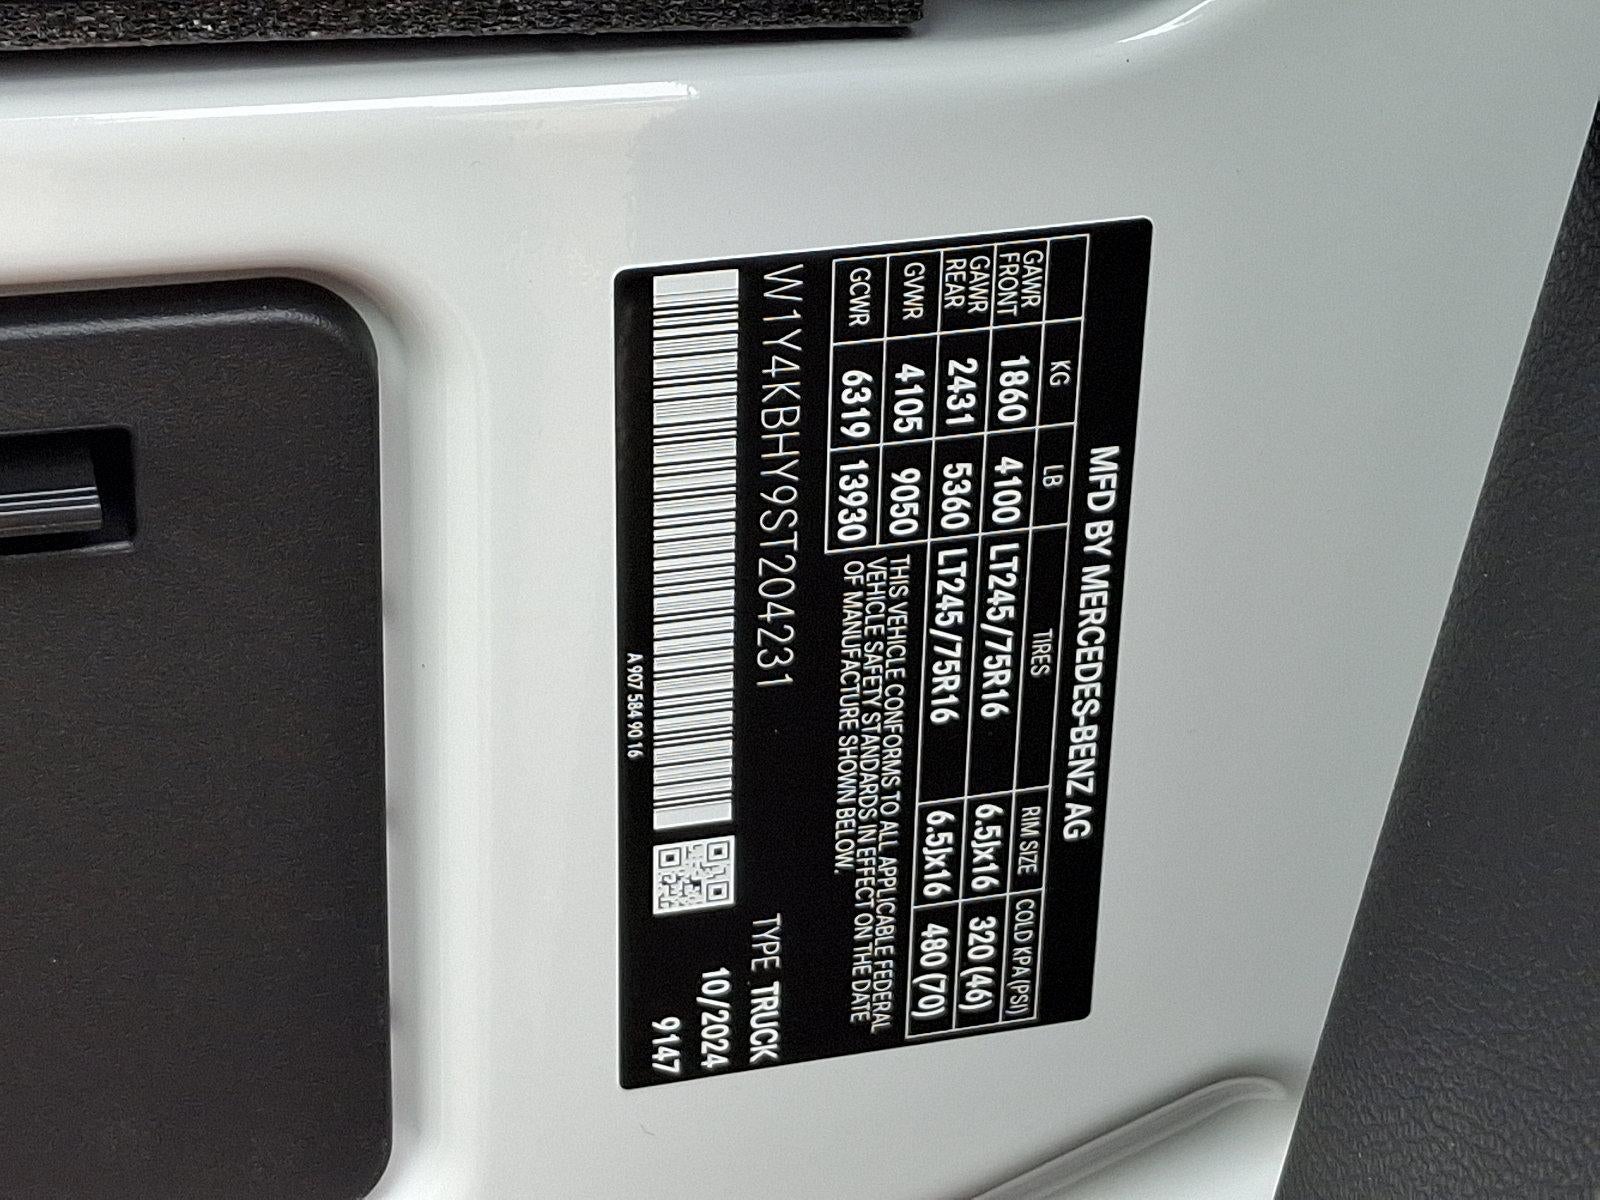 MFD BY MERCEDES-BENZ AG
KG LB TIRES RIM SIZE COLD KPA(PSI)
GAWR FRONT 1860 4100 LT245/75R16 6.5Jx16 320 (46)
GAWR REAR 2431 5360 LT245/75R16 6.5Jx16 480 (70)
GVWR 4105 9050
GCWR 6319 13930
THIS VEHICLE CONFORMS TO ALL APPLICABLE FEDERAL
VEHICLE SAFETY STANDARDS IN EFFECT ON THE DATE
OF MANUFACTURE SHOWN BELOW.
W1Y4KBHY9ST204231
TYPE TRUCK
10/2024
9147
A 907 584 90 16